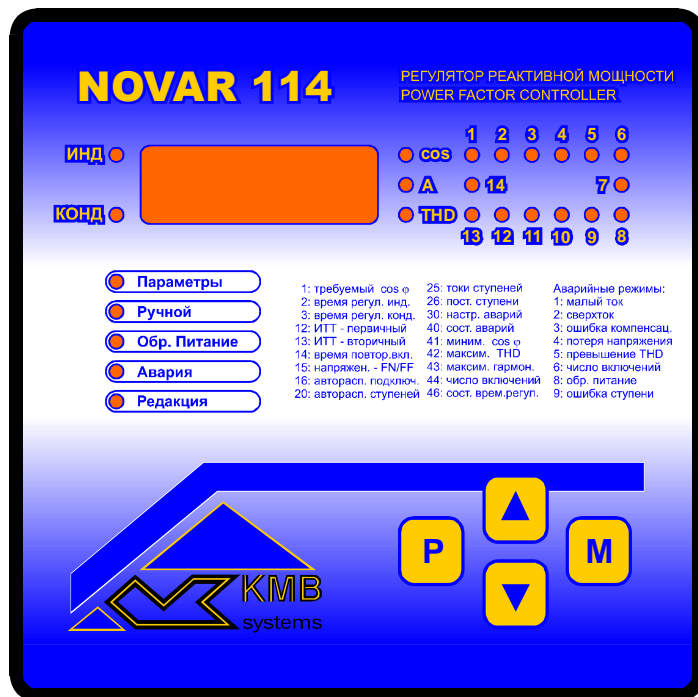 NOVAR 114
РЕГУЛЯТОР РЕАКТИВНОЙ МОЩНОСТИ
POWER FACTOR CONTROLLER
1 2 3 4 5 6
ИНД
cos
A
14
7
КОНД
THD
13 12 11 10 9 8
Параметры
Ручной
Обр. Питание
Авария
Редакция
1: требуемый cos φ
2: время регул. инд.
3: время регул. конд.
12: ИТТ - первичный
13: ИТТ - вторичный
14: время повтор.вкл.
15: напряжен. - FN/FF
16: авторасп. подключ.
20: авторасп. ступеней
25: токи ступеней
26: пост. ступени
30: настр. аварий
40: сост. аварий
41: миним. cos φ
42: максим. THD
43: максим. гармон.
44: число включений
46: сост. врем.регул.
Аварийные режимы:
1: малый ток
2: сверхток
3: ошибка компенсац.
4: потеря напряжения
5: превышение THD
6: число включений
8: обр. питание
9: ошибка ступени
P
M
KMB
systems